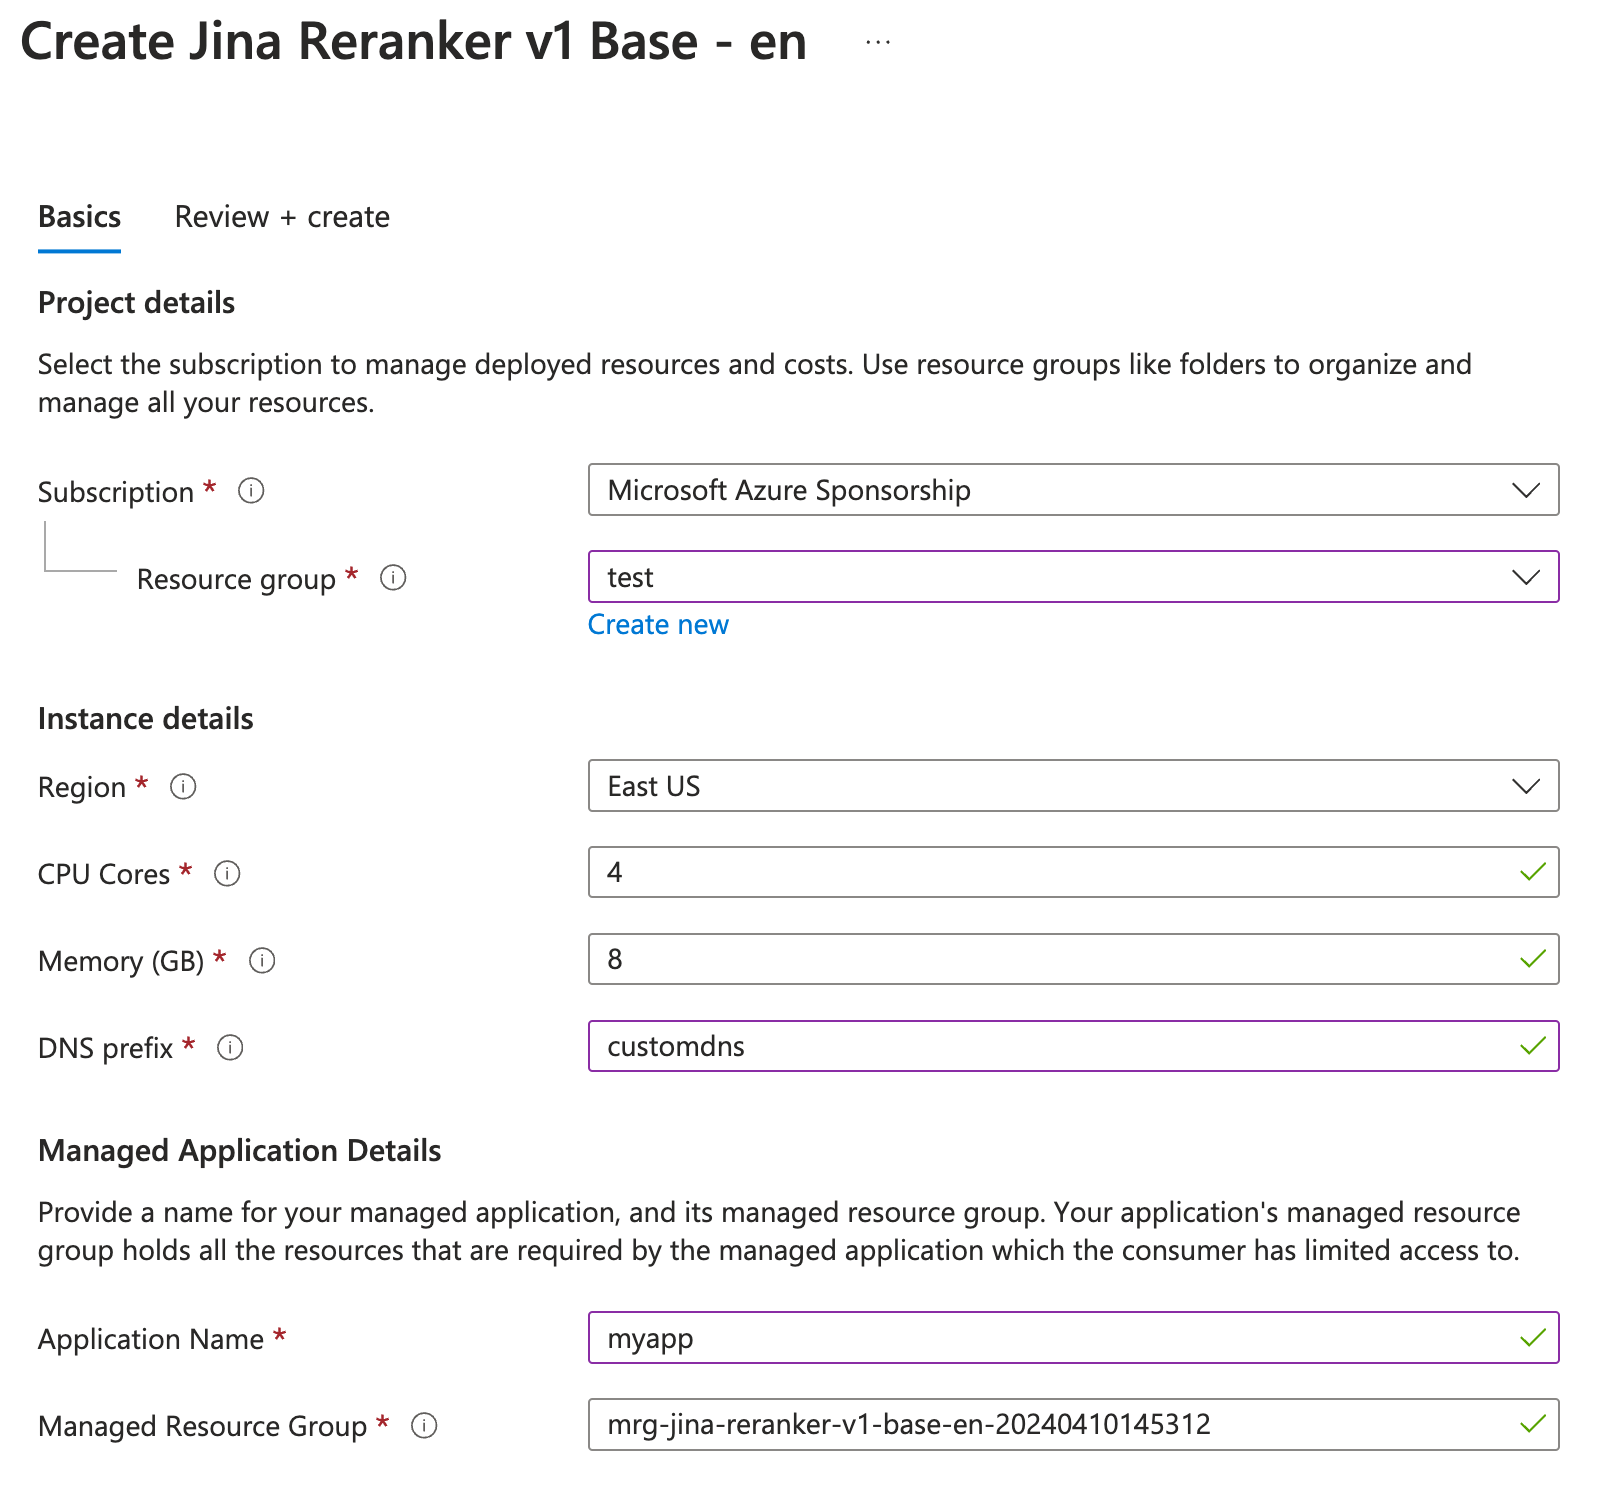 Create Jina Reranker v1 Base - en ...
Basics Review + create
Project details
Select the subscription to manage deployed resources and costs. Use resource groups like folders to organize and
manage all your resources.
Subscription * Microsoft Azure Sponsorship
Resource group * test
Create new
Instance details
Region * East US
CPU Cores * 4
Memory (GB) * 8
DNS prefix * customdns
Managed Application Details
Provide a name for your managed application, and its managed resource group. Your application's managed resource
group holds all the resources that are required by the managed application which the consumer has limited access to.
Application Name * myapp
Managed Resource Group * mrg-jina-reranker-v1-base-en-20240410145312